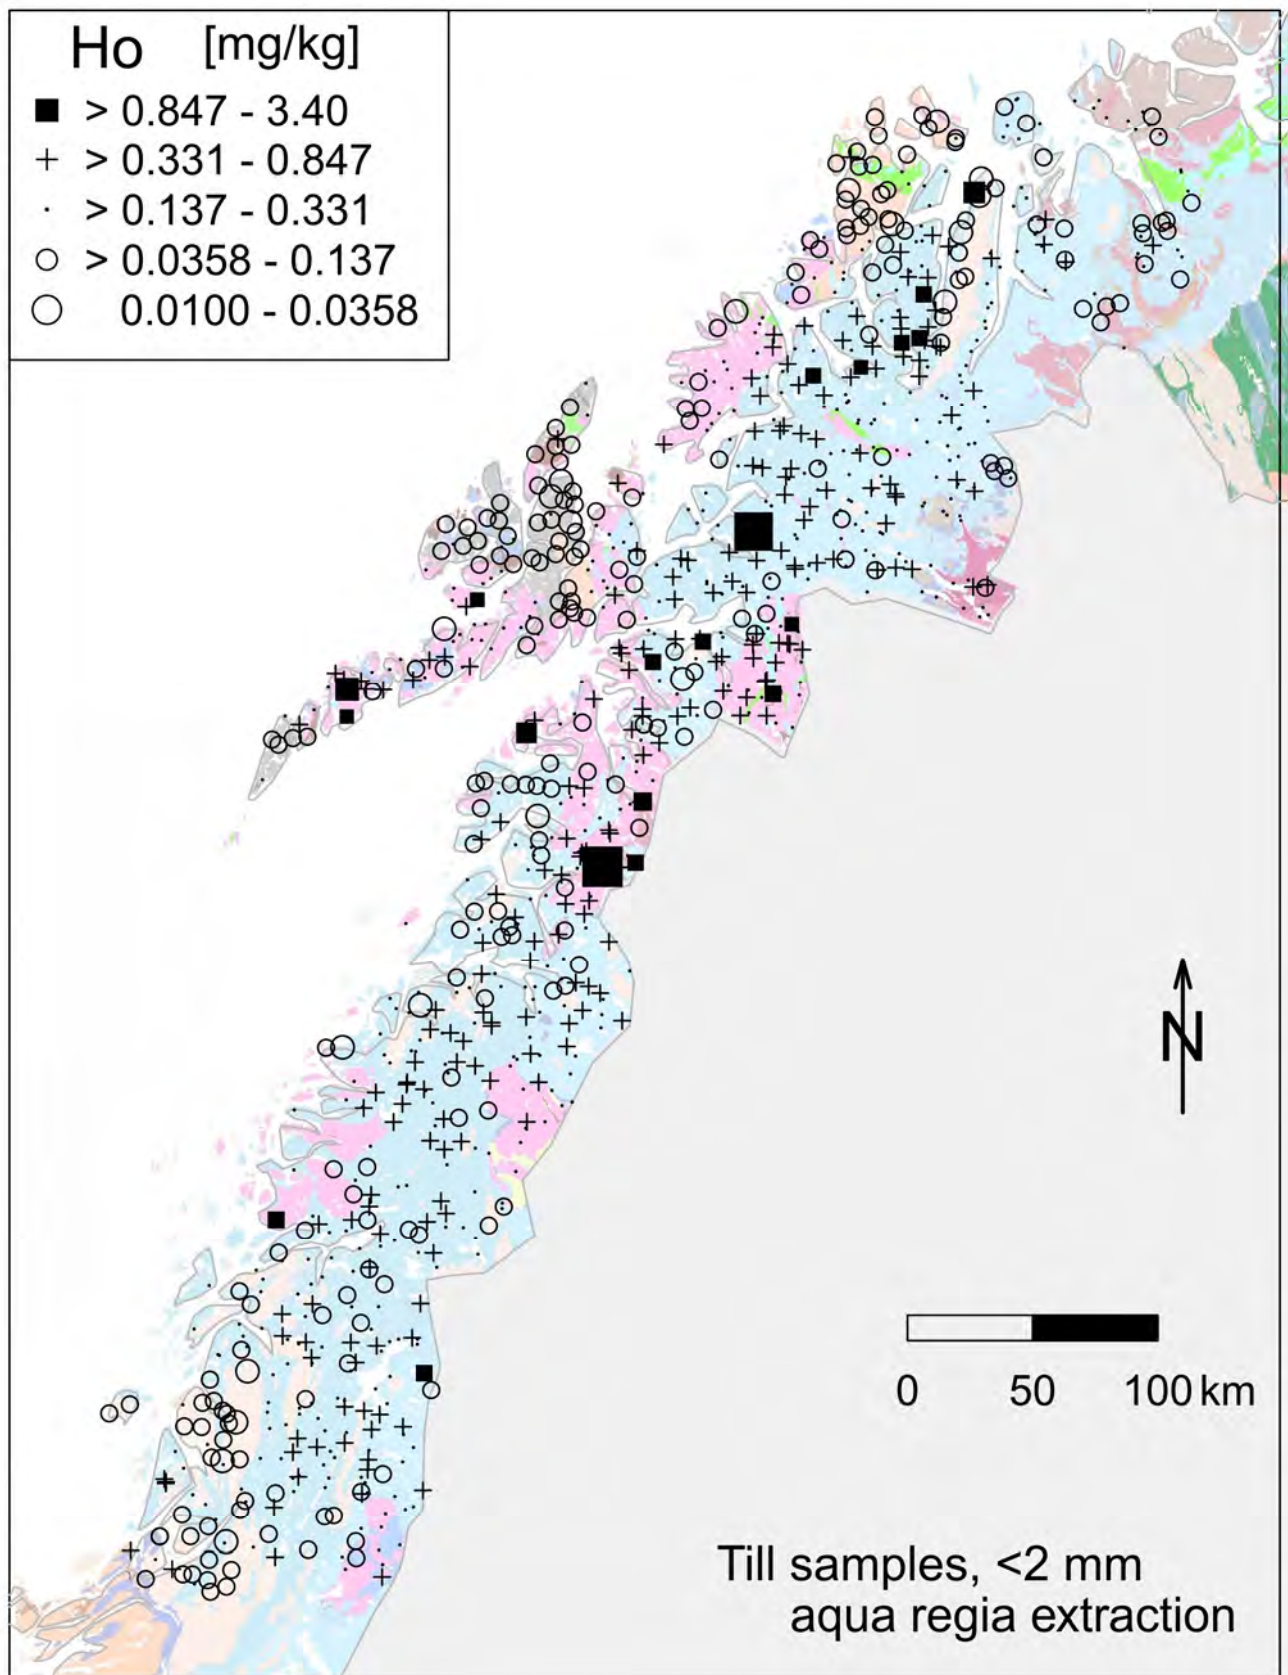 Ho [mg/kg]
> 0.847 - 3.40
> 0.331 - 0.847
> 0.137 - 0.331
> 0.0358 - 0.137
0.0100 - 0.0358
N
0 50 100 km
Till samples, <2 mm
aqua regia extraction